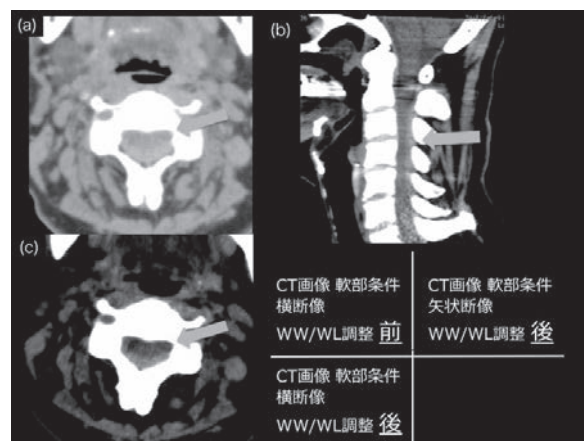 (a)
(b)
(c)
CT画像 軟部条件
横断像
WW/WL調整 前
CT画像 軟部条件
矢状断像
WW/WL調整 後
CT画像 軟部条件
横断像
WW/WL調整 後